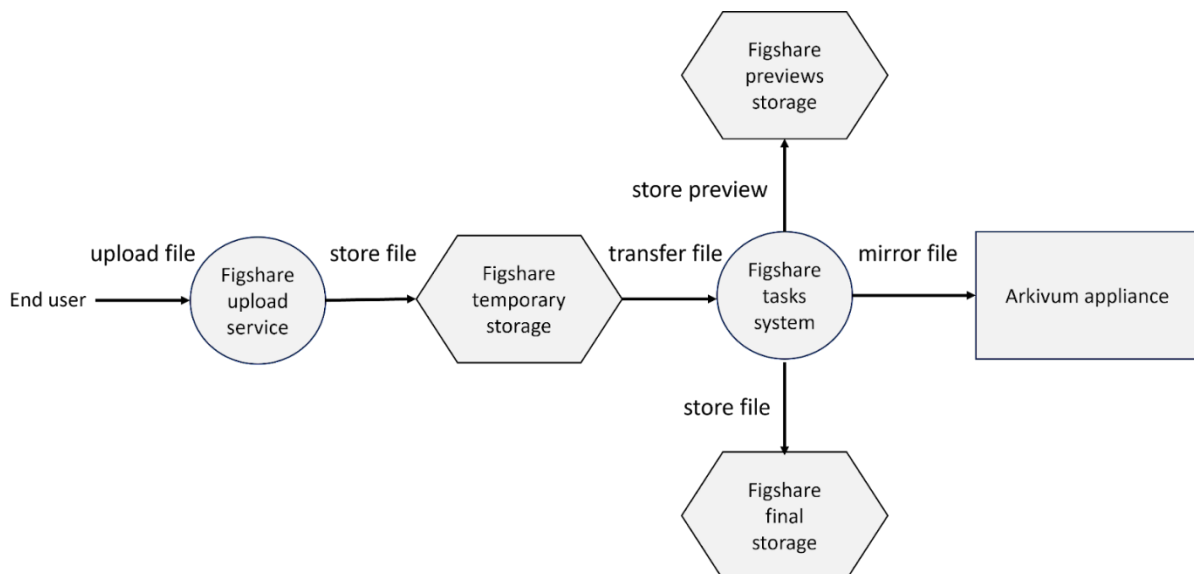 Figshare
previews
storage
store preview
upload file
store file
transfer file
mirror file
End user
Figshare
upload
service
Figshare
temporary
storage
Figshare
tasks
system
Arkivum appliance
store file
Figshare
final
storage